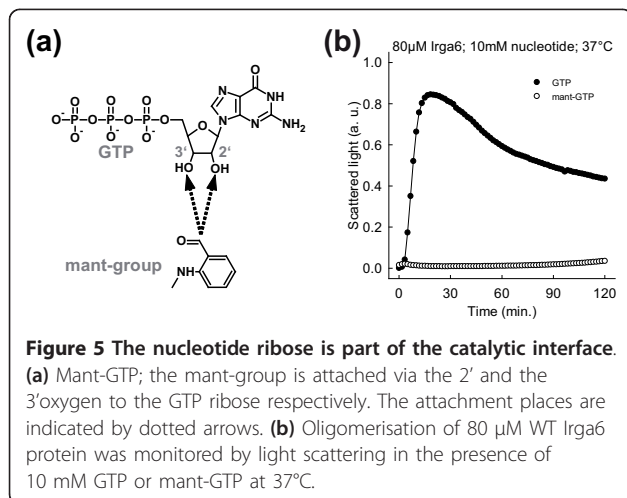 (a)
O
N
NH
N
N
NH₂
O O O
-O-P-O-P-O-P-O
O- O- O-
O
GTP
3' 2'
HO OH
O
mant-group
NH
(b)
80µM Irga6; 10mM nucleotide; 37°C
GTP
mant-GTP
Scattered light (a. u.)
0.8
0.6
0.4
0.2
0.0
0 30 60 90 120
Time (min.)
Figure 5 The nucleotide ribose is part of the catalytic interface.
(a) Mant-GTP; the mant-group is attached via the 2' and the
3'oxygen to the GTP ribose respectively. The attachment places are
indicated by dotted arrows. (b) Oligomerisation of 80 µM WT Irga6
protein was monitored by light scattering in the presence of
10 mM GTP or mant-GTP at 37°C.